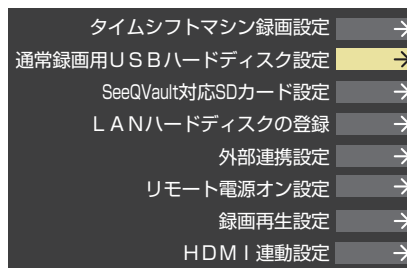 タイムシフトマシン録画設定
通常録画用ＵＳＢハードディスク設定
SeeQVault対応SDカード設定
ＬＡＮハードディスクの登録
外部連携設定
リモート電源オン設定
録画再生設定
ＨＤＭＩ連動設定